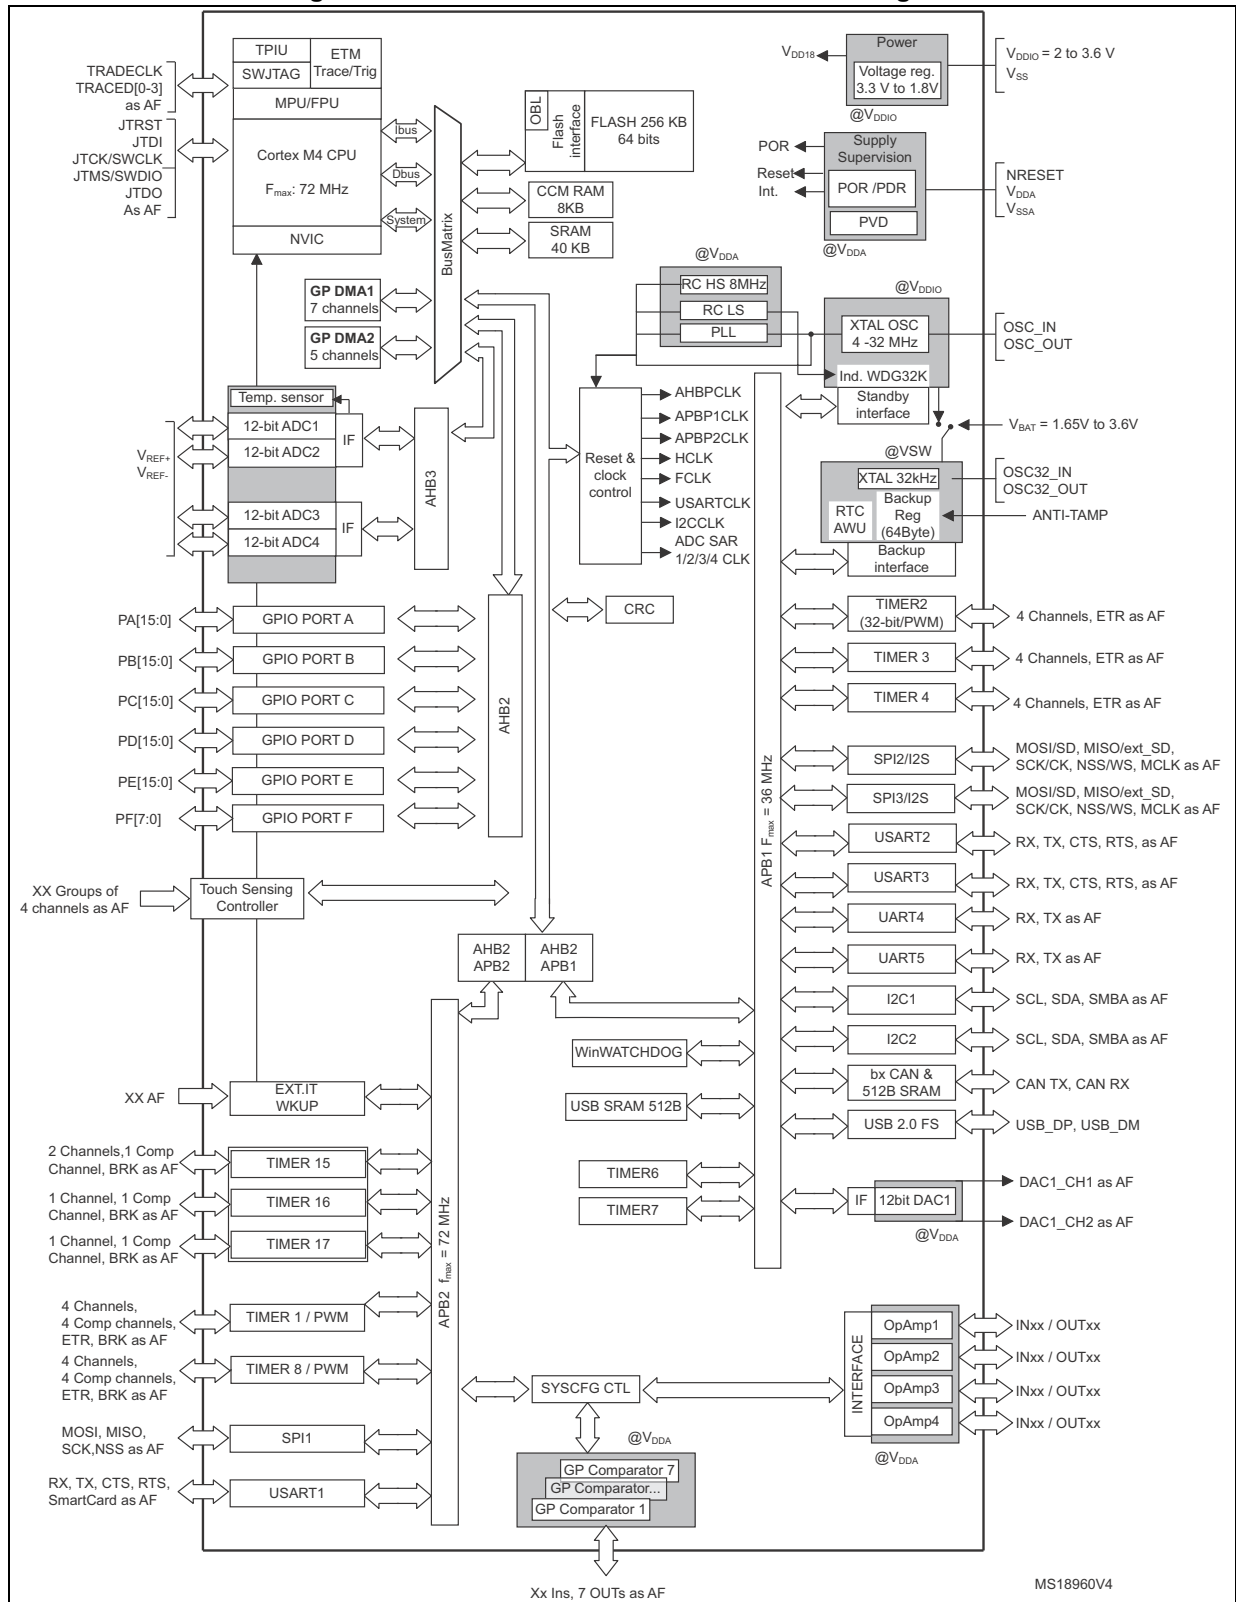 TPIU
ETM
Trace/Trig
SWJTAG
MPU/FPU
Cortex M4 CPU
Fmax: 72 MHz
NVIC
TRADECLK
TRACED[0-3]
as AF
JTRST
JTDI
JTCK/SWCLK
JTMS/SWDIO
JTDO
As AF
Ibus
Dbus
System
BusMatrix
OBL
Flash
interface
FLASH 256 KB
64 bits
CCM RAM
8KB
SRAM
40 KB
GP DMA1
7 channels
GP DMA2
5 channels
Power
Voltage reg.
3.3 V to 1.8V
VDD18
VDDIO = 2 to 3.6 V
VSS
@VDDIO
Supply
Supervision
POR /PDR
PVD
POR
Reset
Int.
NRESET
VDDA
VSSA
@VDDA
@VDDA
RC HS 8MHz
RC LS
PLL
@VDDIO
XTAL OSC
4 -32 MHz
Ind. WDG32K
Standby
interface
OSC_IN
OSC_OUT
VBAT = 1.65V to 3.6V
@VSW
XTAL 32kHz
RTC
AWU
Backup
Reg
(64Byte)
Backup
interface
OSC32_IN
OSC32_OUT
ANTI-TAMP
Reset &
clock
control
AHBPCLK
APBP1CLK
APBP2CLK
HCLK
FCLK
USARTCLK
I2CCLK
ADC SAR
1/2/3/4 CLK
Temp. sensor
12-bit ADC1
12-bit ADC2
IF
12-bit ADC3
12-bit ADC4
IF
VREF+
VREF-
AHB3
CRC
AHB2
PA[15:0]
GPIO PORT A
PB[15:0]
GPIO PORT B
PC[15:0]
GPIO PORT C
PD[15:0]
GPIO PORT D
PE[15:0]
GPIO PORT E
PF[7:0]
GPIO PORT F
XX Groups of
4 channels as AF
Touch Sensing
Controller
AHB2
APB2
AHB2
APB1
APB1 Fmax = 36 MHz
TIMER2
(32-bit/PWM)
4 Channels, ETR as AF
TIMER 3
4 Channels, ETR as AF
TIMER 4
4 Channels, ETR as AF
SPI2/I2S
MOSI/SD, MISO/ext_SD,
SCK/CK, NSS/WS, MCLK as AF
SPI3/I2S
MOSI/SD, MISO/ext_SD,
SCK/CK, NSS/WS, MCLK as AF
USART2
RX, TX, CTS, RTS, as AF
USART3
RX, TX, CTS, RTS, as AF
UART4
RX, TX as AF
UART5
RX, TX as AF
I2C1
SCL, SDA, SMBA as AF
I2C2
SCL, SDA, SMBA as AF
bx CAN &
512B SRAM
CAN TX, CAN RX
USB 2.0 FS
USB_DP, USB_DM
IF
12bit DAC1
DAC1_CH1 as AF
DAC1_CH2 as AF
@VDDA
WinWATCHDOG
USB SRAM 512B
TIMER6
TIMER7
XX AF
EXT.IT
WKUP
2 Channels,1 Comp
Channel, BRK as AF
TIMER 15
1 Channel, 1 Comp
Channel, BRK as AF
TIMER 16
1 Channel, 1 Comp
Channel, BRK as AF
TIMER 17
4 Channels,
4 Comp channels,
ETR, BRK as AF
TIMER 1 / PWM
4 Channels,
4 Comp channels,
ETR, BRK as AF
TIMER 8 / PWM
MOSI, MISO,
SCK,NSS as AF
SPI1
RX, TX, CTS, RTS,
SmartCard as AF
USART1
APB2 fmax = 72 MHz
SYSCFG CTL
@VDDA
GP Comparator 7
GP Comparator...
GP Comparator 1
Xx Ins, 7 OUTs as AF
INTERFACE
OpAmp1
INxx / OUTxx
OpAmp2
INxx / OUTxx
OpAmp3
INxx / OUTxx
OpAmp4
INxx / OUTxx
@VDDA
MS18960V4